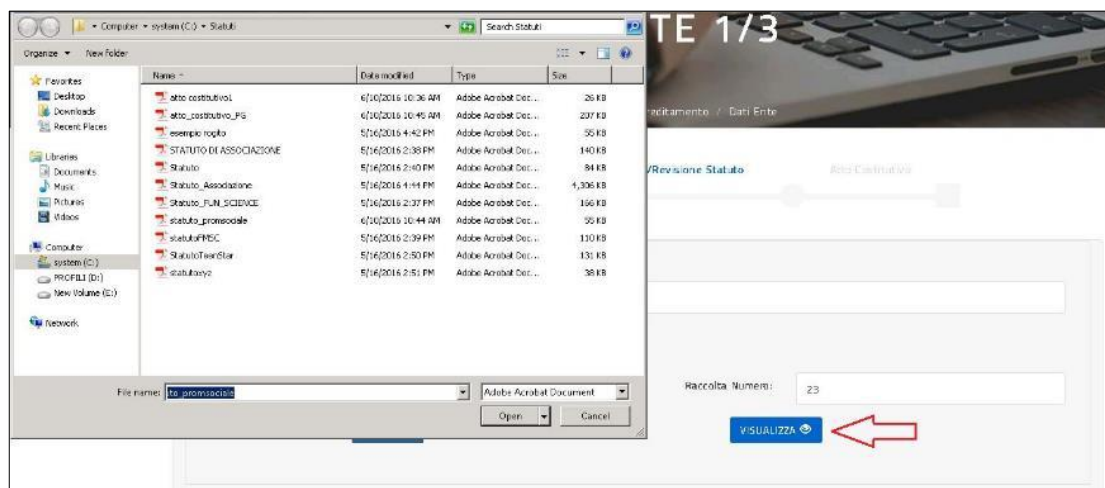 Computer • system (C:) • Statuti
Search Statuti
TE 1/3
Organize
New Folder
Favorites
Desktop
Downloads
Recent Places
Libraries
Documents
Music
Pictures
Videos
Computer
system (C:)
PROFILI (D:)
New Volume (E:)
Network
Name Date modified Type Size
atto costitutivo1 6/10/2016 10:36 AM Adobe Acrobat Doc... 26 KB
atto_costitutivo_PG 6/10/2016 10:45 AM Adobe Acrobat Doc... 207 KB
esempio rogito 5/16/2016 4:42 PM Adobe Acrobat Doc... 55 KB
STATUTO DI ASSOCIAZIONE 5/16/2016 2:38 PM Adobe Acrobat Doc... 140 KB
Statuto 5/16/2016 2:40 PM Adobe Acrobat Doc... 84 KB
Statuto_Associazione 5/16/2016 4:44 PM Adobe Acrobat Doc... 4,306 KB
Statuto_FUN_SCIENCE 5/16/2016 2:37 PM Adobe Acrobat Doc... 166 KB
statuto_promsociale 6/10/2016 10:44 AM Adobe Acrobat Doc... 55 KB
statutoFMSC 5/16/2016 2:39 PM Adobe Acrobat Doc... 110 KB
StatutoTeenStar 5/16/2016 2:50 PM Adobe Acrobat Doc... 131 KB
statutoxyz 5/16/2016 2:51 PM Adobe Acrobat Doc... 38 KB
reditamento / Dati Ente
/Revisione Statuto
Atto Costitutivo
File name: to_promsociale
Adobe Acrobat Document
Open
Cancel
Raccolta Numero: 23
VISUALIZZA